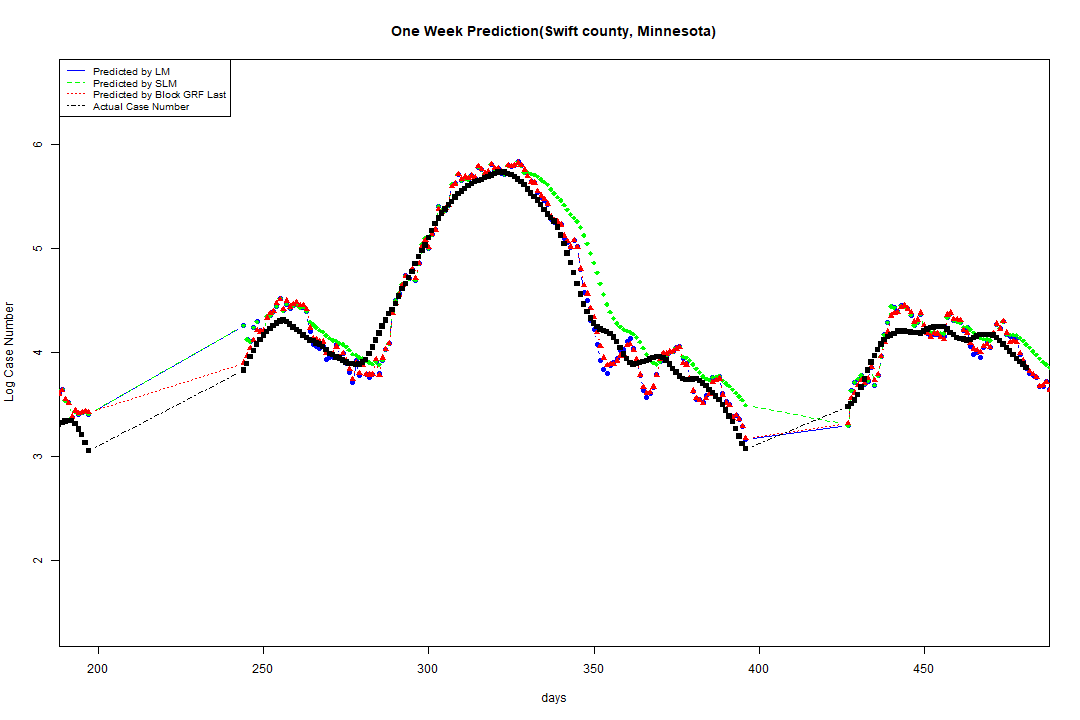 One Week Prediction(Swift county, Minnesota)
Predicted by LM
Predicted by SLM
Predicted by Block GRF Last
Actual Case Number
6
5
4
3
2
Log Case Number
200 250 300 350 400 450
days